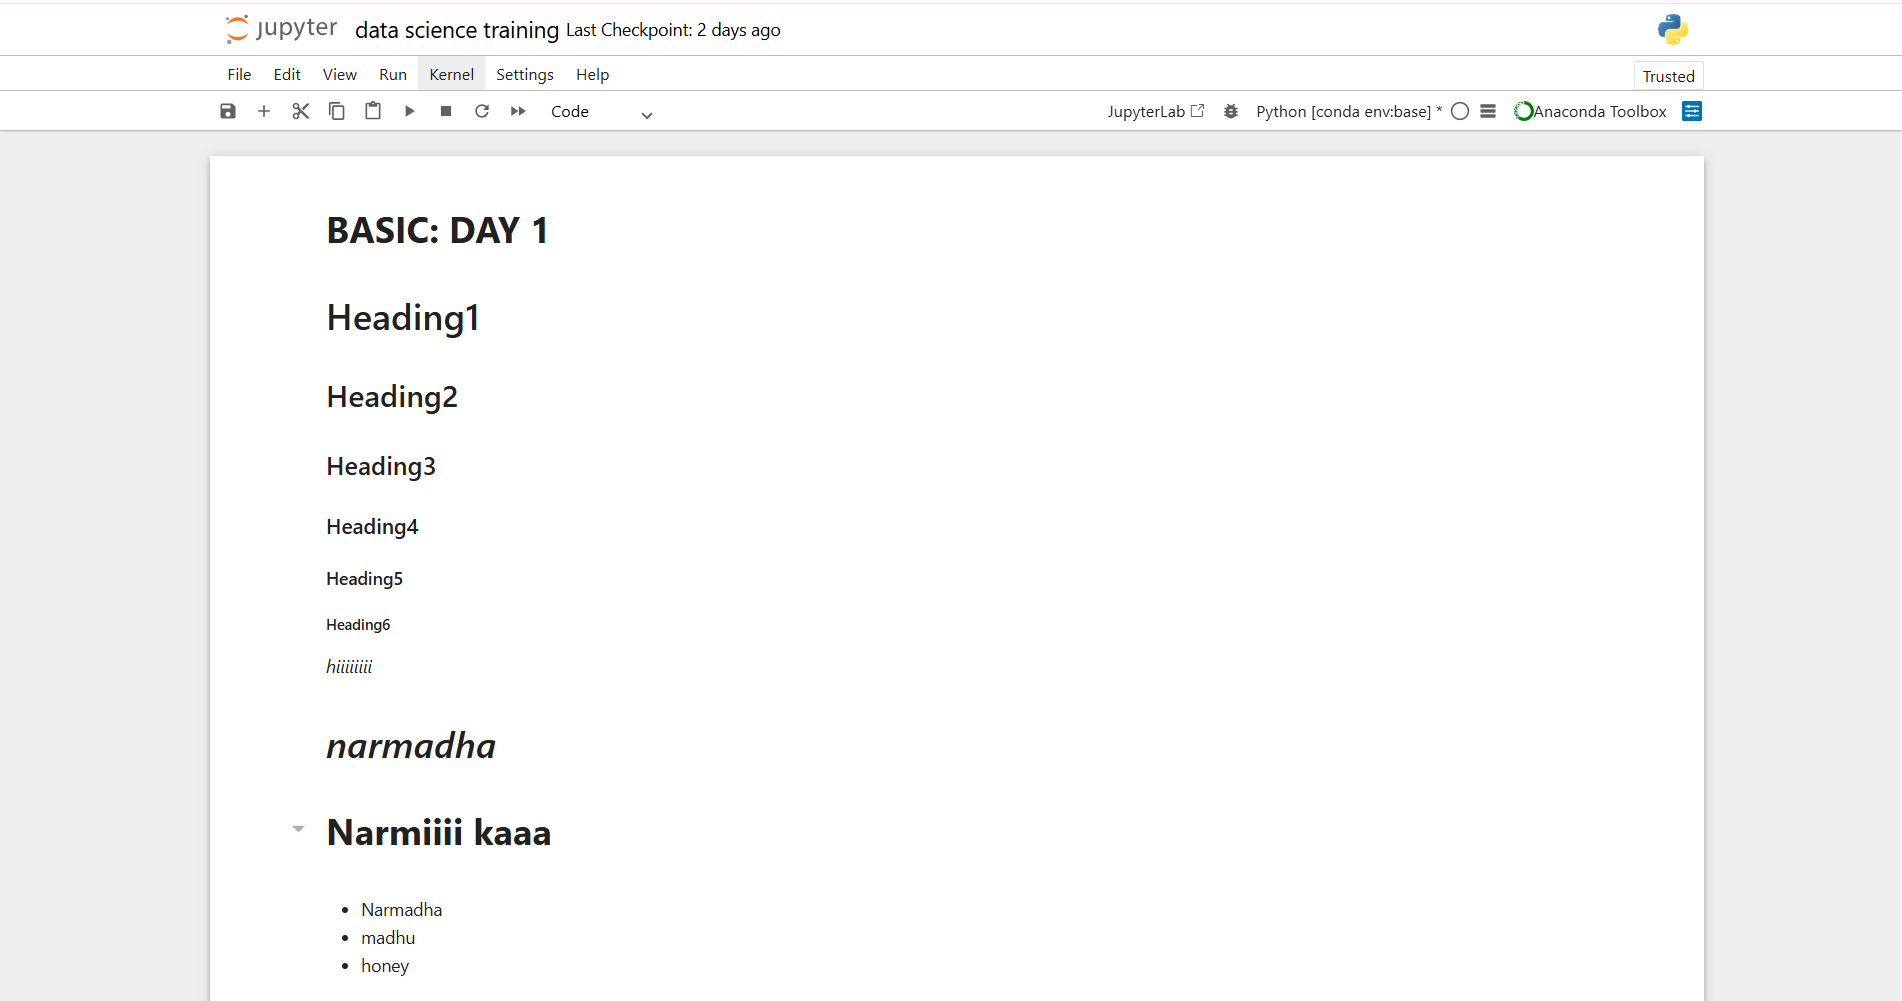 jupyter data science training Last Checkpoint: 2 days ago
File Edit View Run Kernel Settings Help Trusted
Code JupyterLab Python [conda env:base] * Anaconda Toolbox
BASIC: DAY 1
Heading1
Heading2
Heading3
Heading4
Heading5
Heading6
hiiiiiiii
narmadha
Narmiiii kaaa
Narmadha
madhu
honey